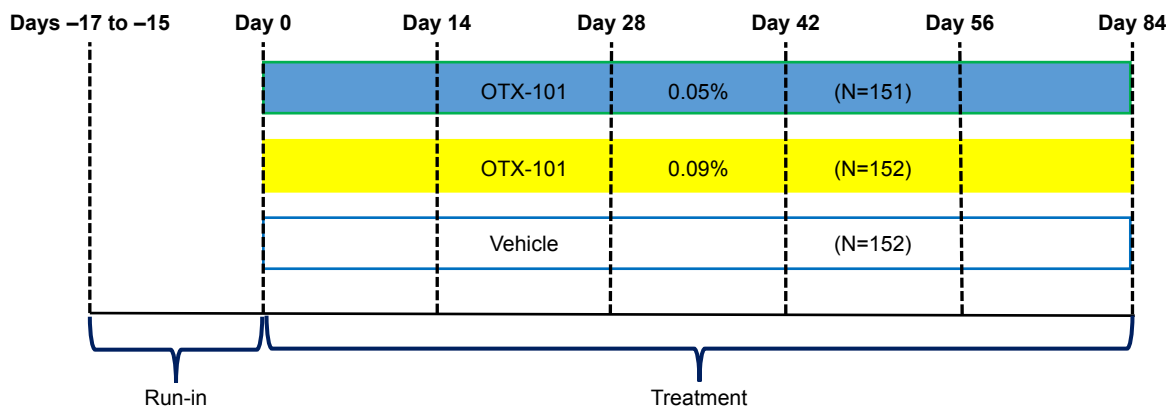 Days –17 to –15 Day 0 Day 14 Day 28 Day 42 Day 56 Day 84
OTX-101 0.05% (N=151)
OTX-101 0.09% (N=152)
Vehicle (N=152)
Run-in Treatment